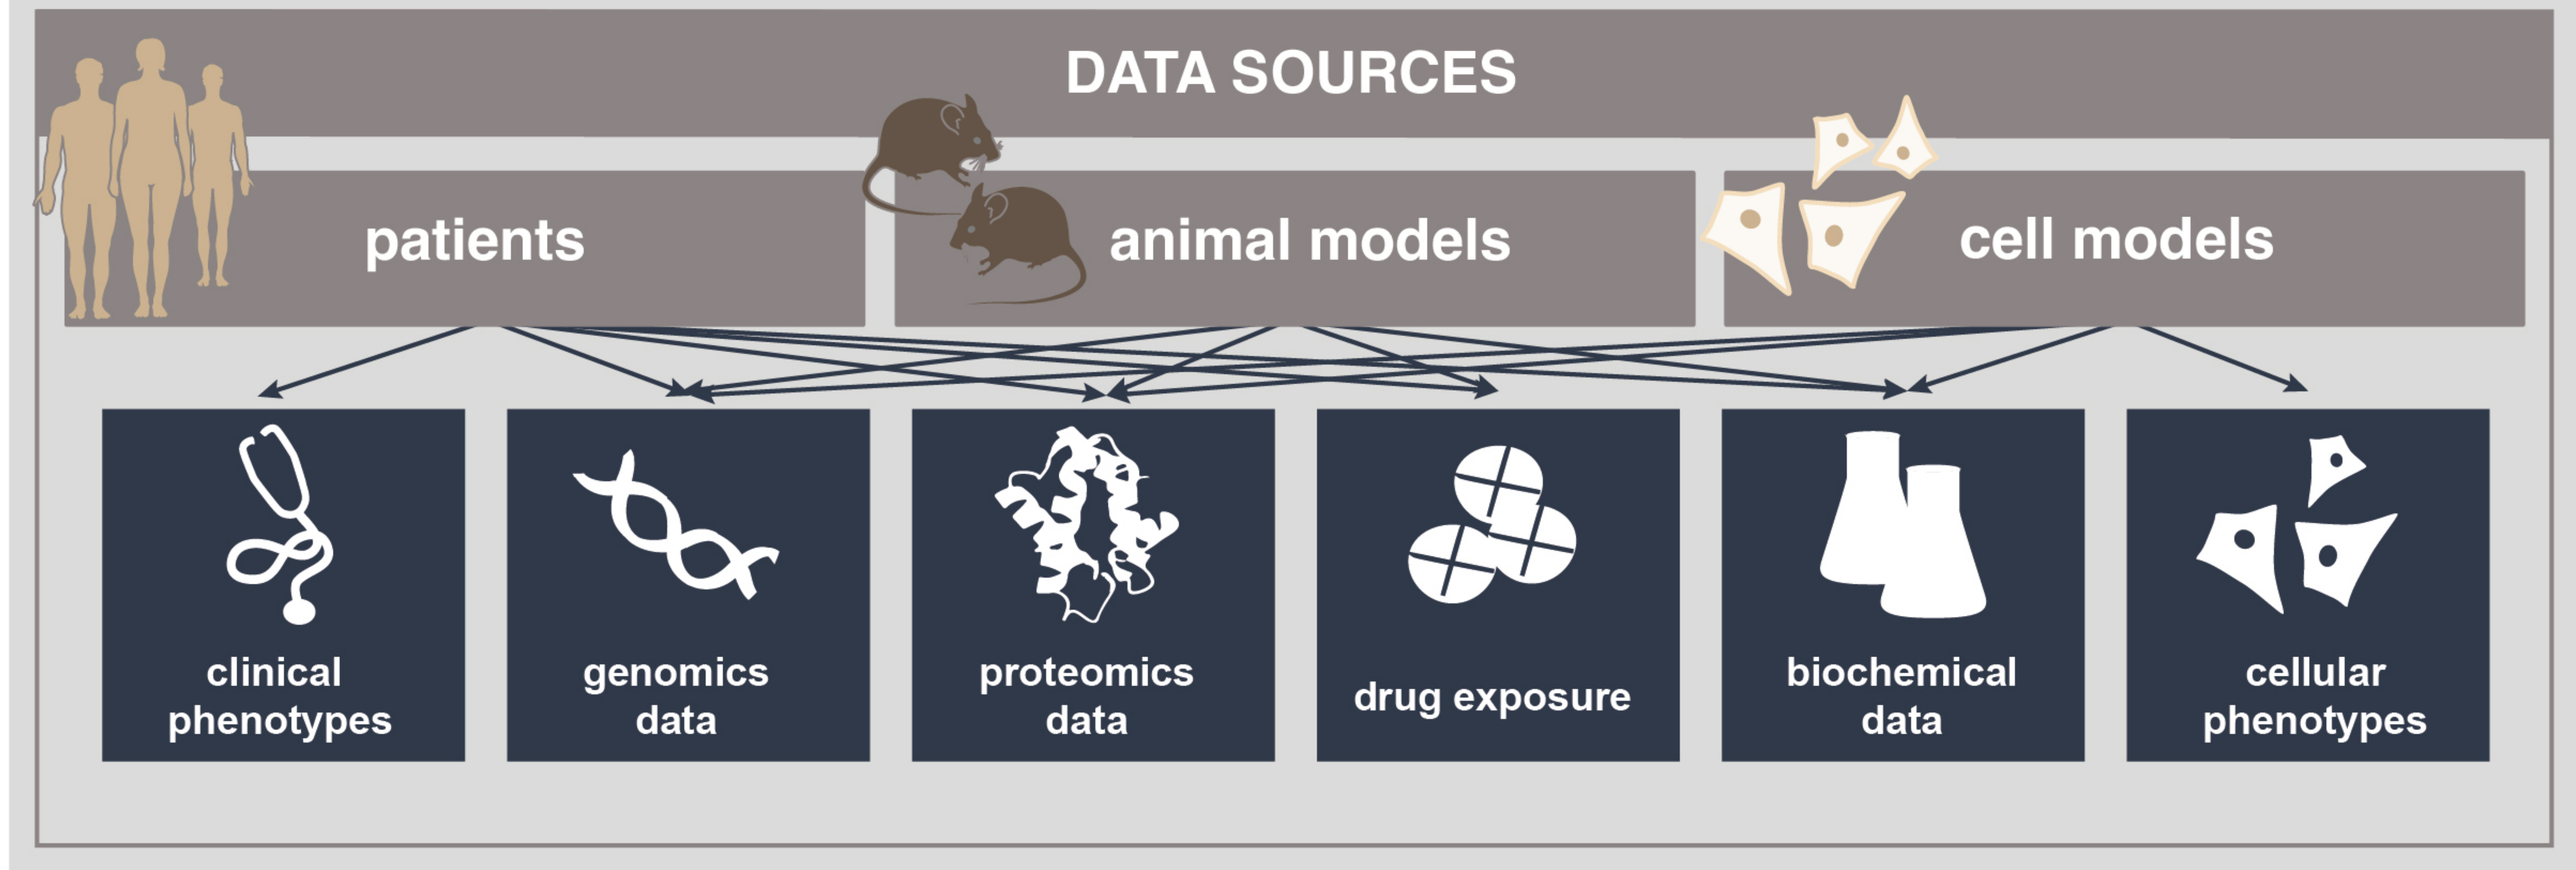 DATA SOURCES
patients
animal models
cell models
clinical
phenotypes
genomics
data
proteomics
data
drug exposure
biochemical
data
cellular
phenotypes